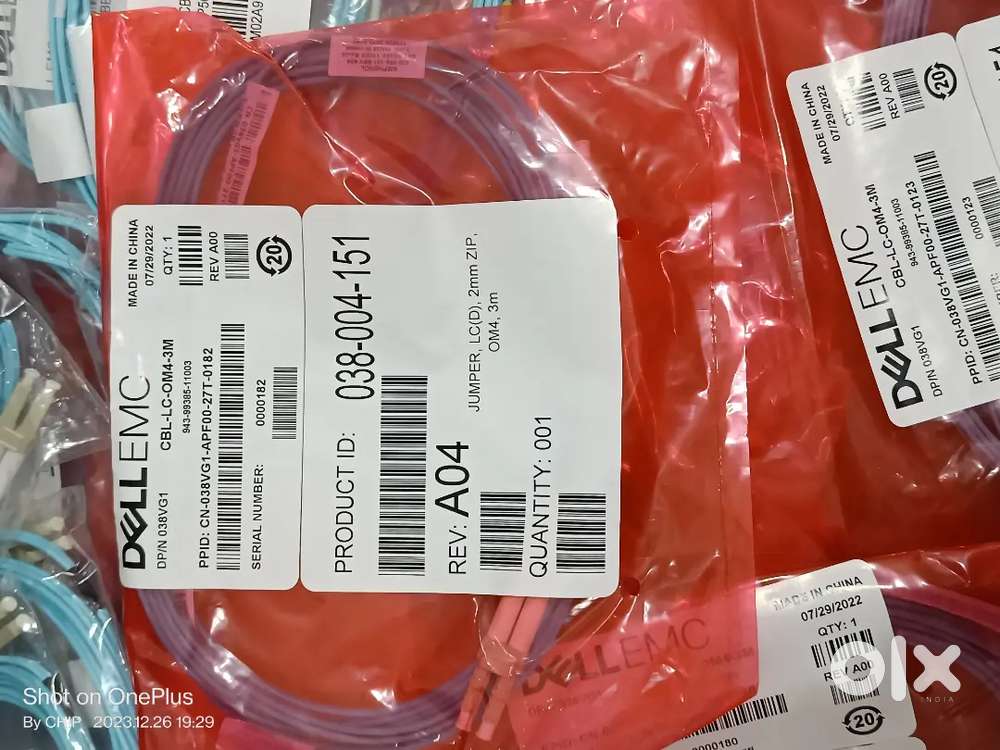 DELLEMC
DP/N 038VG1
CBL-LC-OM4-3M
943-99385-11003
PPID: CN-038VG1-APF00-27T-0182
SERIAL NUMBER:
0000182
MADE IN CHINA
07/29/2022
QTY: 1
REV A00
20
PRODUCT ID:
038-004-151
JUMPER, LC(D), 2mm ZIP,
OM4, 3m
REV: A04
QUANTITY: 001
DELLEMC
DP/N 038VG1
CBL-LC-OM4-3M
943-99385-11003
PPID: CN-038VG1-APF00-27T-0123
0000123
MADE IN CHINA
07/29/2022
REV A00
20
DELLEMC
MADE IN CHINA
07/29/2022
QTY: 1
REV A00
20
0000180
olx
INDIA
Shot on OnePlus
By CHIP 2023.12.26 19:29